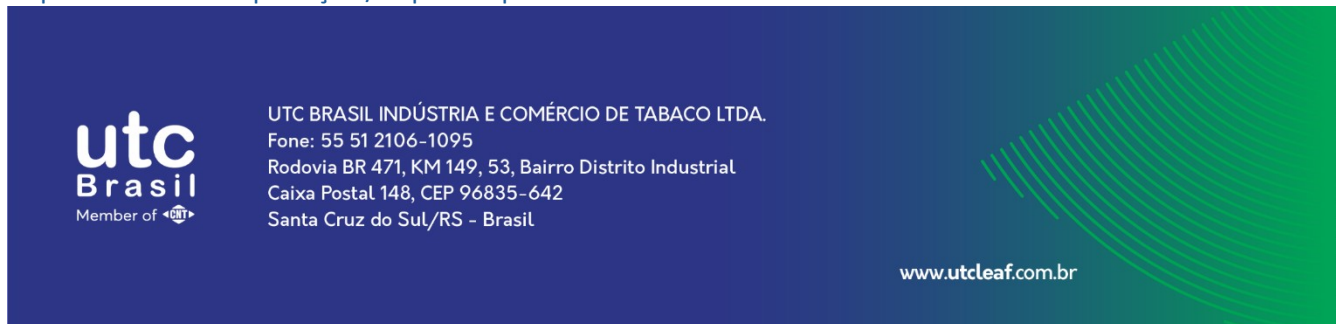 utc
Brasil
Member of CNT
UTC BRASIL INDÚSTRIA E COMÉRCIO DE TABACO LTDA.
Fone: 55 51 2106-1095
Rodovia BR 471, KM 149, 53, Bairro Distrito Industrial
Caixa Postal 148, CEP 96835-642
Santa Cruz do Sul/RS - Brasil
www.utcleaf.com.br